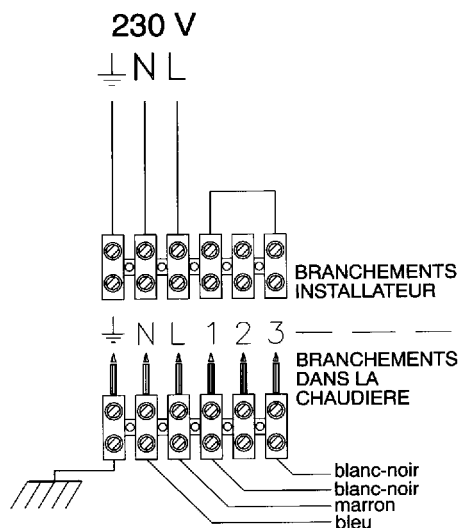 230 V
N L
BRANCHEMENTS
INSTALLATEUR
N L 1 2 3
BRANCHEMENTS
DANS LA
CHAUDIERE
blanc-noir
blanc-noir
marron
bleu